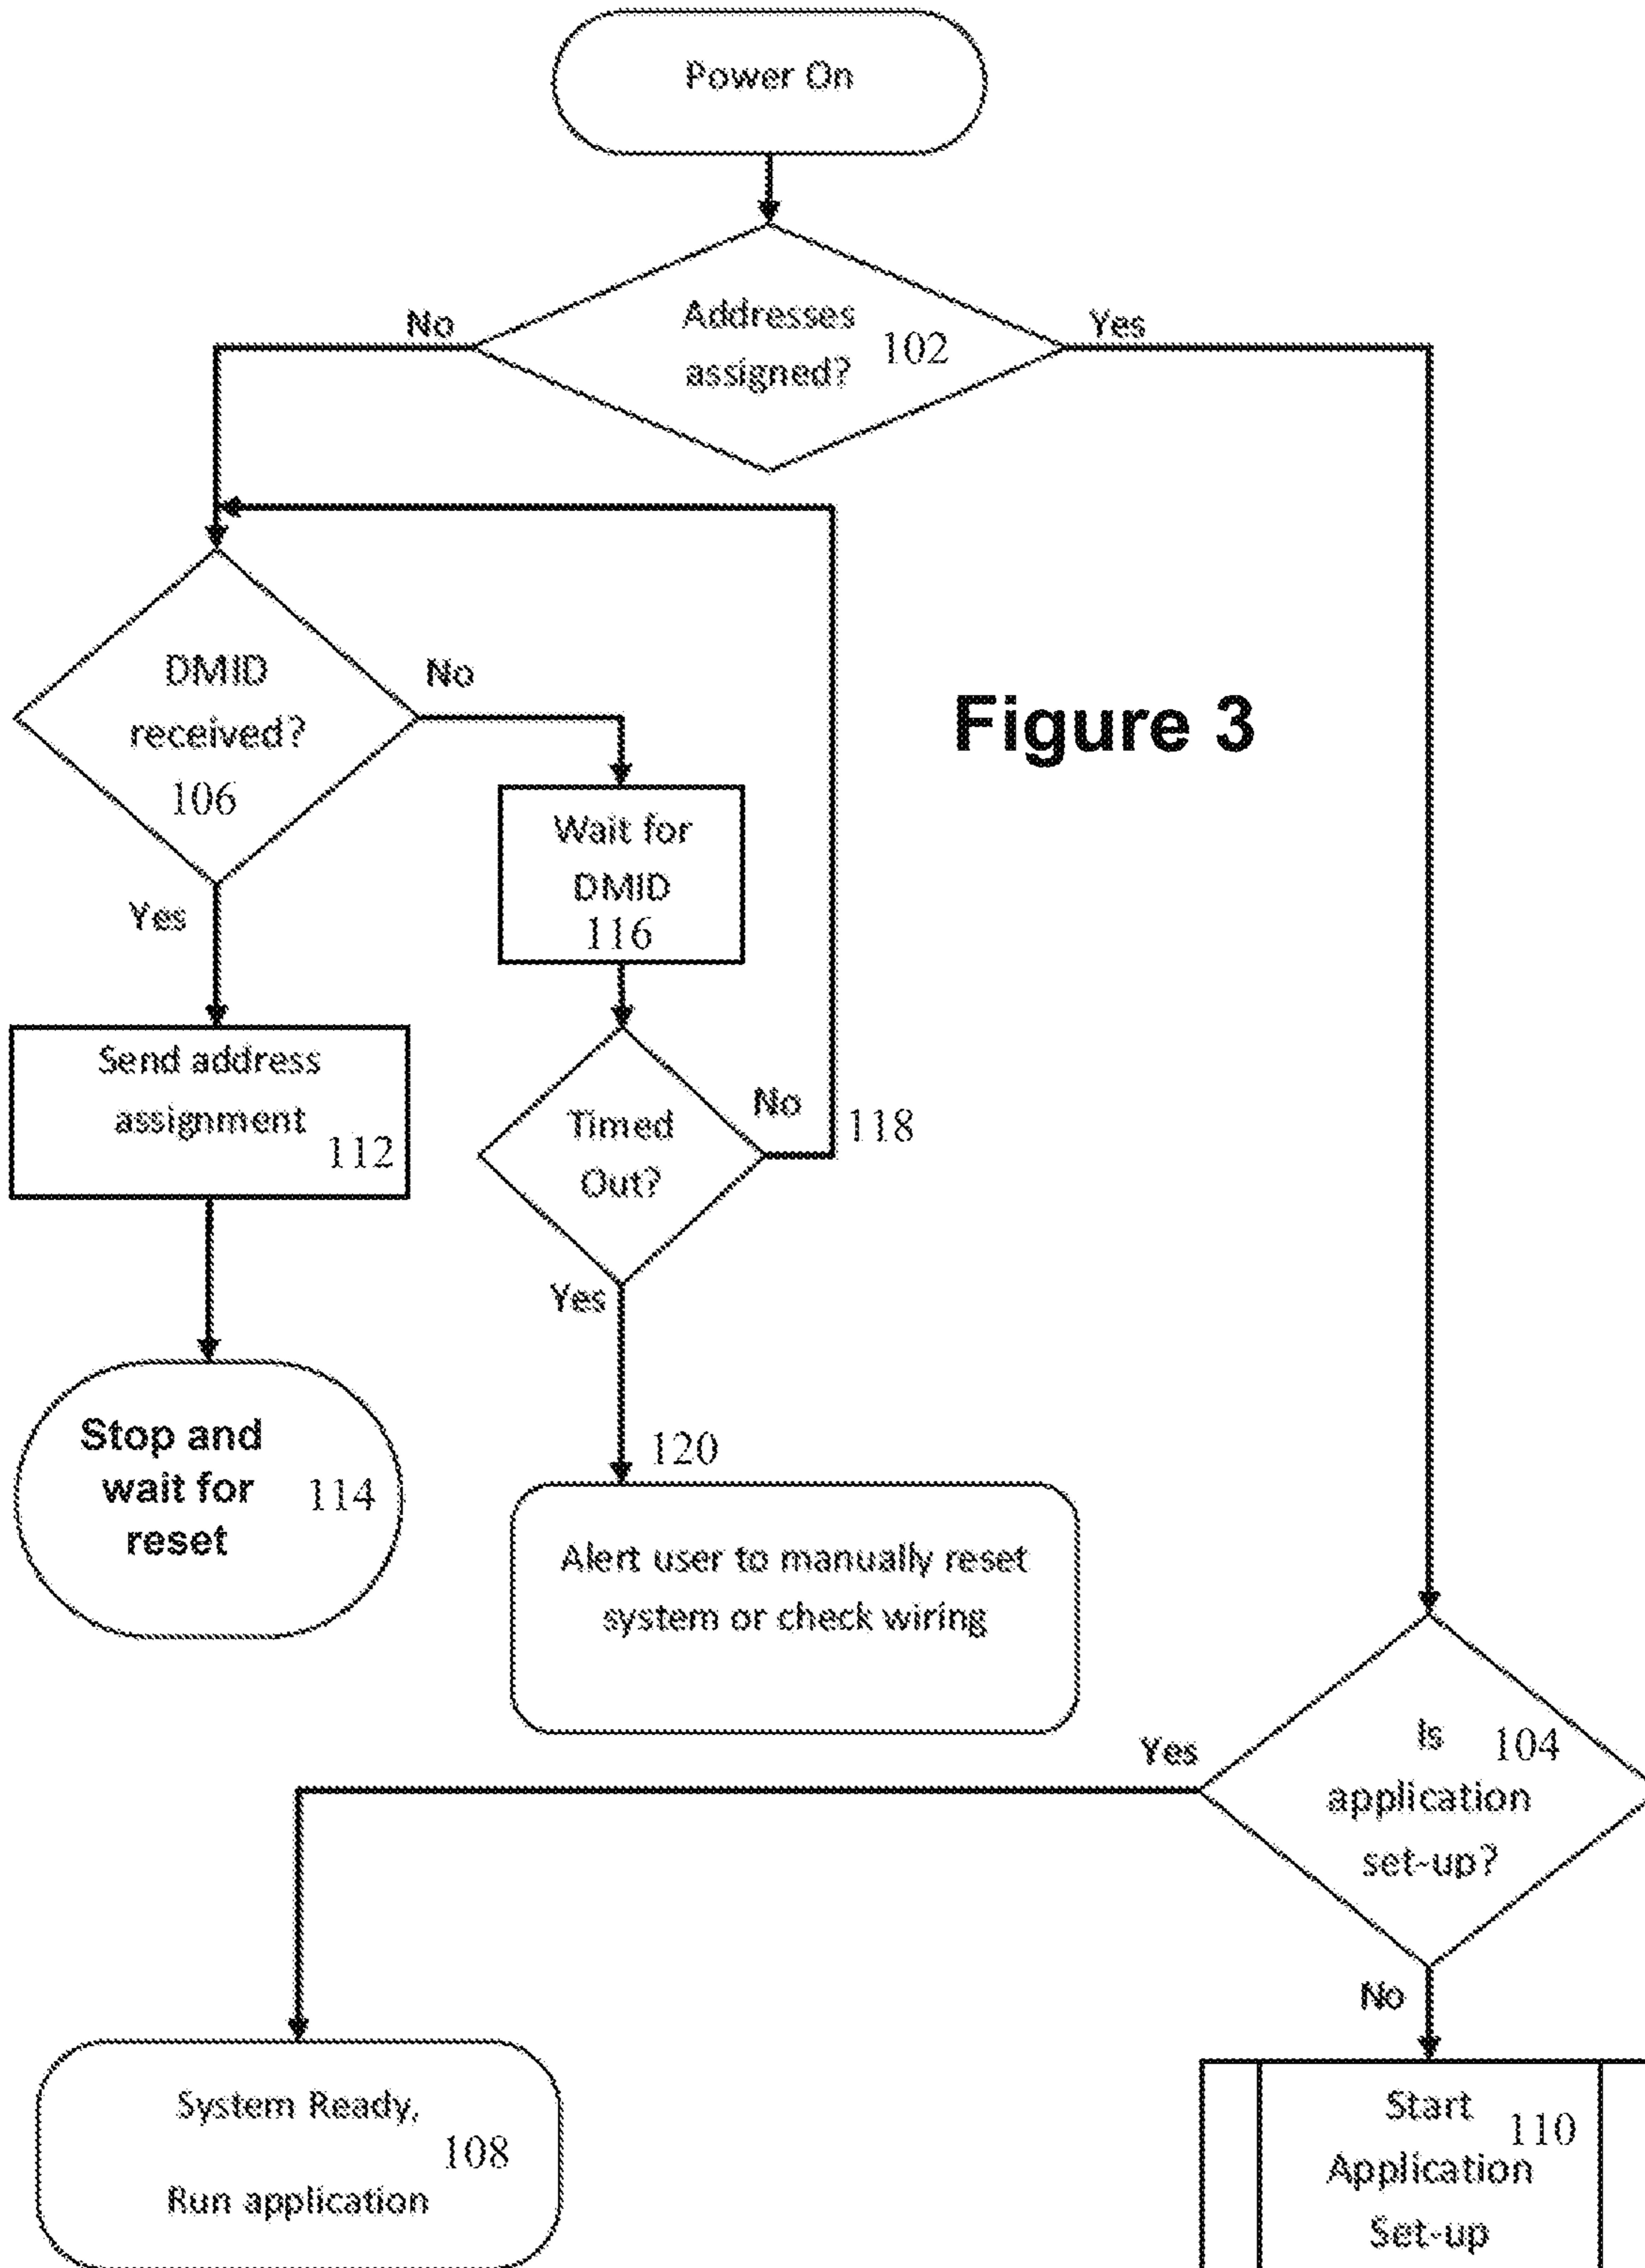 Power On
No
Addresses
assigned?
102
Yes
DMID
received?
106
No
Figure 3
Wait for
DMID
116
Yes
Send address
assignment
112
Timed
Out?
No
118
Yes
Stop and
wait for
reset
114
120
Alert user to manually reset
system or check wiring
Yes
Is
application
set-up?
104
No
System Ready,
Run application
108
Start
Application
Set-up
110